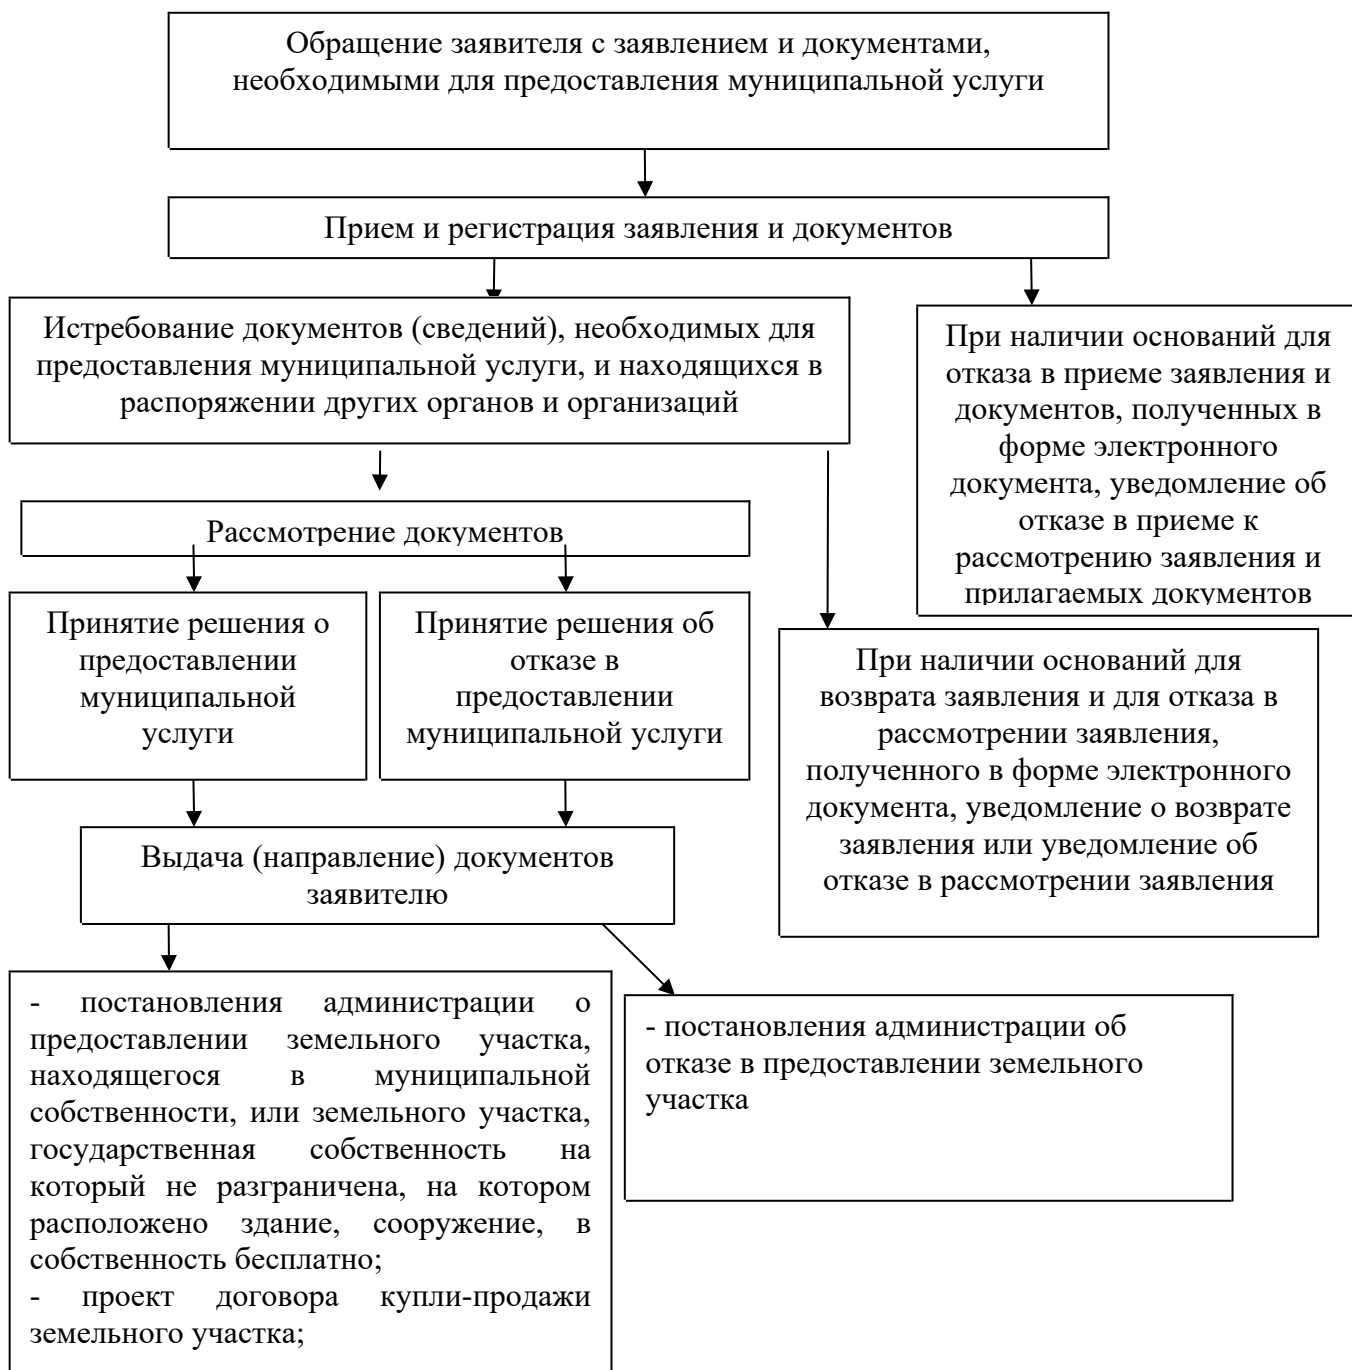 Обращение заявителя с заявлением и документами,
необходимыми для предоставления муниципальной услуги
Прием и регистрация заявления и документов
Истребование документов (сведений), необходимых для
предоставления муниципальной услуги, и находящихся в
распоряжении других органов и организаций
При наличии оснований для
отказа в приеме заявления и
документов, полученных в
форме электронного
документа, уведомление об
отказе в приеме к
рассмотрению заявления и
прилагаемых документов
Рассмотрение документов
Принятие решения о
предоставлении
муниципальной
услуги
Принятие решения об
отказе в
предоставлении
муниципальной услуги
При наличии оснований для
возврата заявления и для отказа в
рассмотрении заявления,
полученного в форме электронного
документа, уведомление о возврате
заявления или уведомление об
отказе в рассмотрении заявления
Выдача (направление) документов
заявителю
- постановления администрации о
предоставлении земельного участка,
находящегося в муниципальной
собственности, или земельного участка,
государственная собственность на
который не разграничена, на котором
расположено здание, сооружение, в
собственность бесплатно;
- проект договора купли-продажи
земельного участка;
- постановления администрации об
отказе в предоставлении земельного
участка